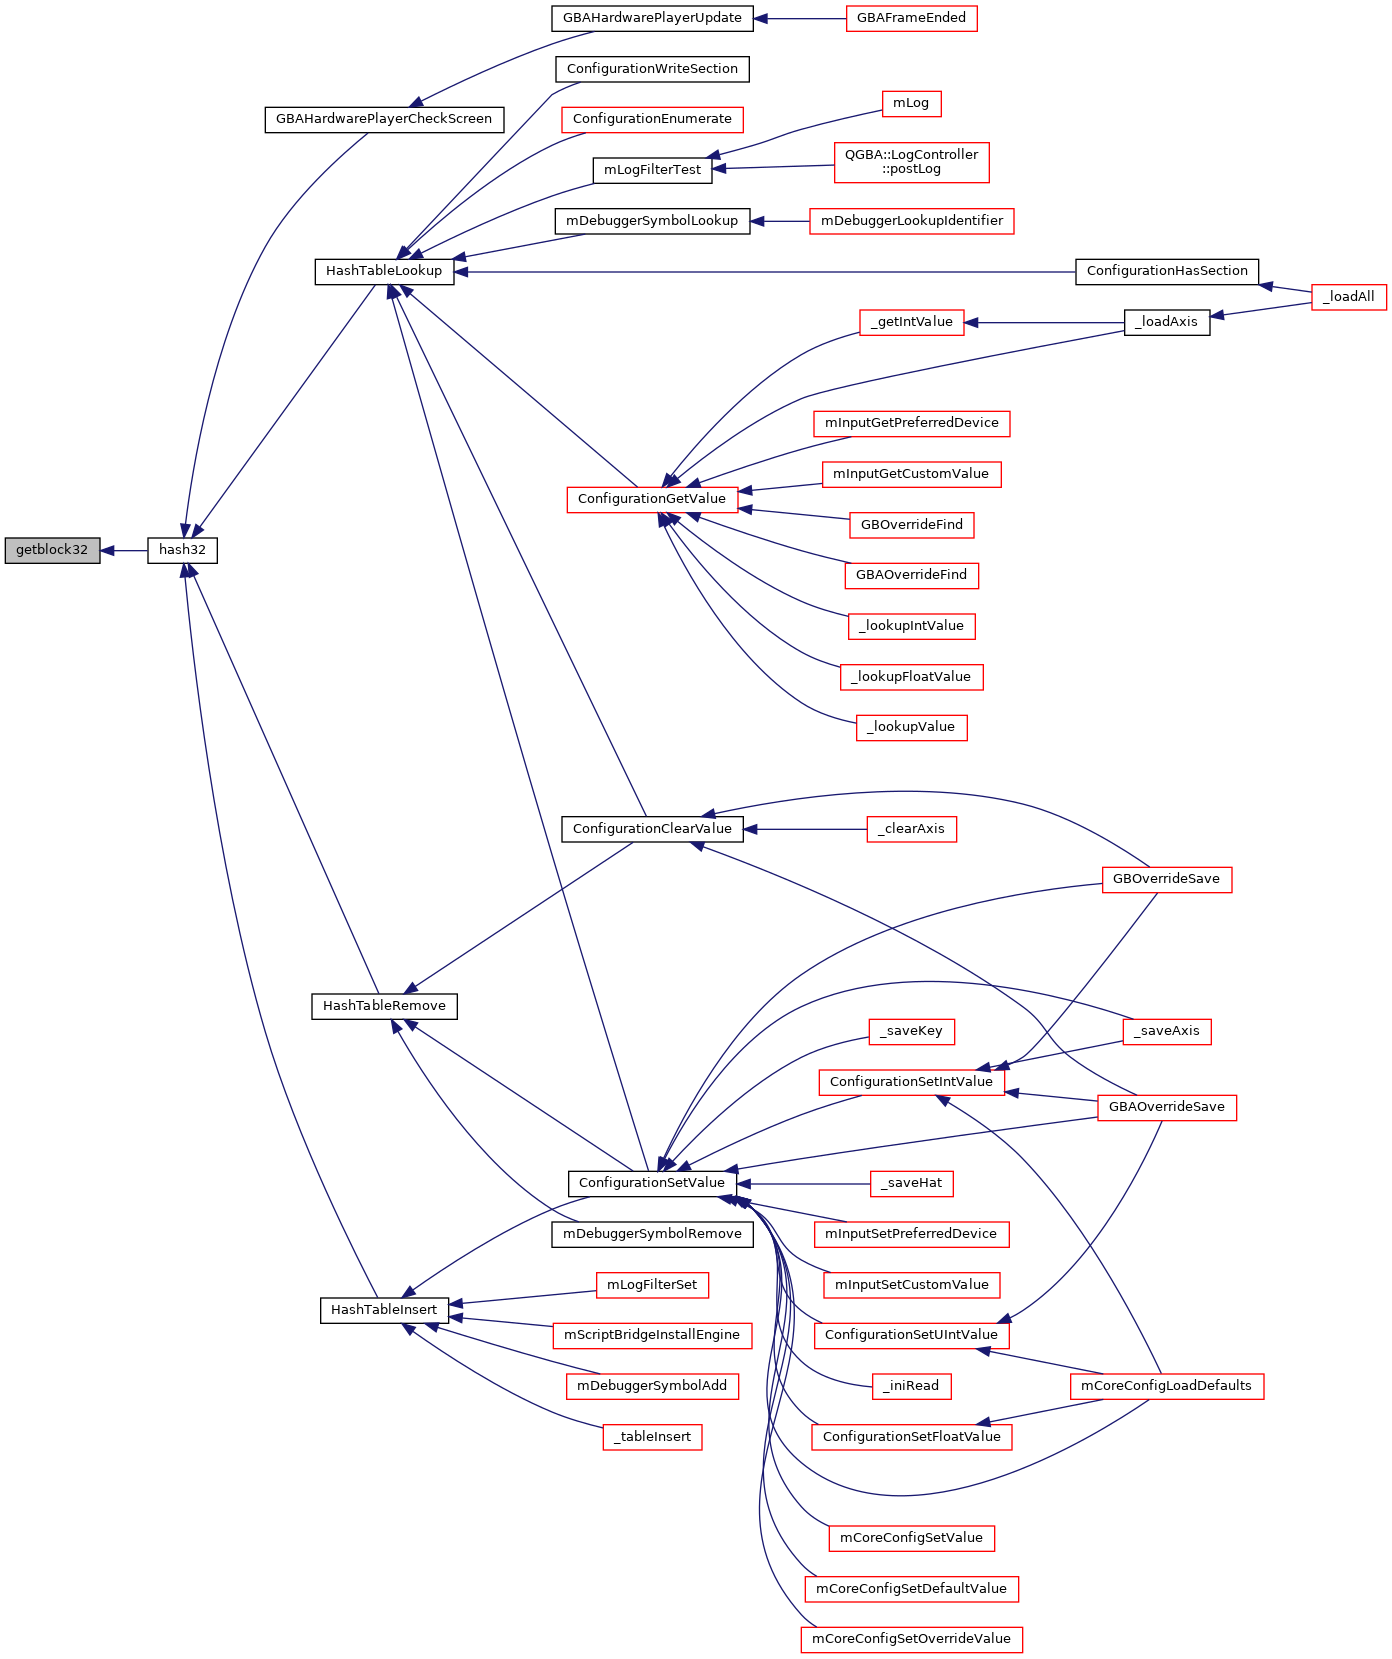 GBAHardwarePlayerUpdate
GBAFrameEnded
ConfigurationWriteSection
mLog
GBAHardwarePlayerCheckScreen
ConfigurationEnumerate
QGBA::LogController
::postLog
mLogFilterTest
mDebuggerSymbolLookup
mDebuggerLookupIdentifier
HashTableLookup
ConfigurationHasSection
_loadAll
_getIntValue
_loadAxis
mInputGetPreferredDevice
mInputGetCustomValue
ConfigurationGetValue
GBOverrideFind
getblock32
hash32
GBAOverrideFind
_lookupIntValue
_lookupFloatValue
_lookupValue
ConfigurationClearValue
_clearAxis
GBOverrideSave
HashTableRemove
_saveKey
_saveAxis
ConfigurationSetIntValue
GBAOverrideSave
ConfigurationSetValue
_saveHat
mDebuggerSymbolRemove
mInputSetPreferredDevice
mLogFilterSet
mInputSetCustomValue
HashTableInsert
mScriptBridgeInstallEngine
ConfigurationSetUIntValue
mDebuggerSymbolAdd
_iniRead
mCoreConfigLoadDefaults
_tableInsert
ConfigurationSetFloatValue
mCoreConfigSetValue
mCoreConfigSetDefaultValue
mCoreConfigSetOverrideValue